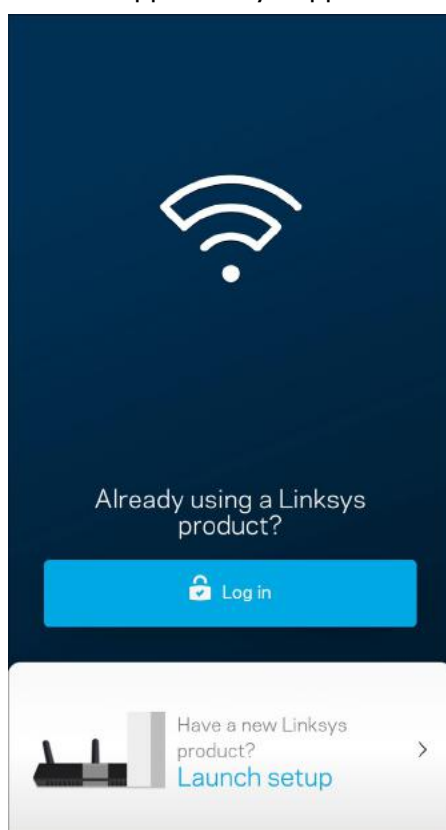 Already using a Linksys
product?
Log in
Have a new Linksys
product?
Launch setup